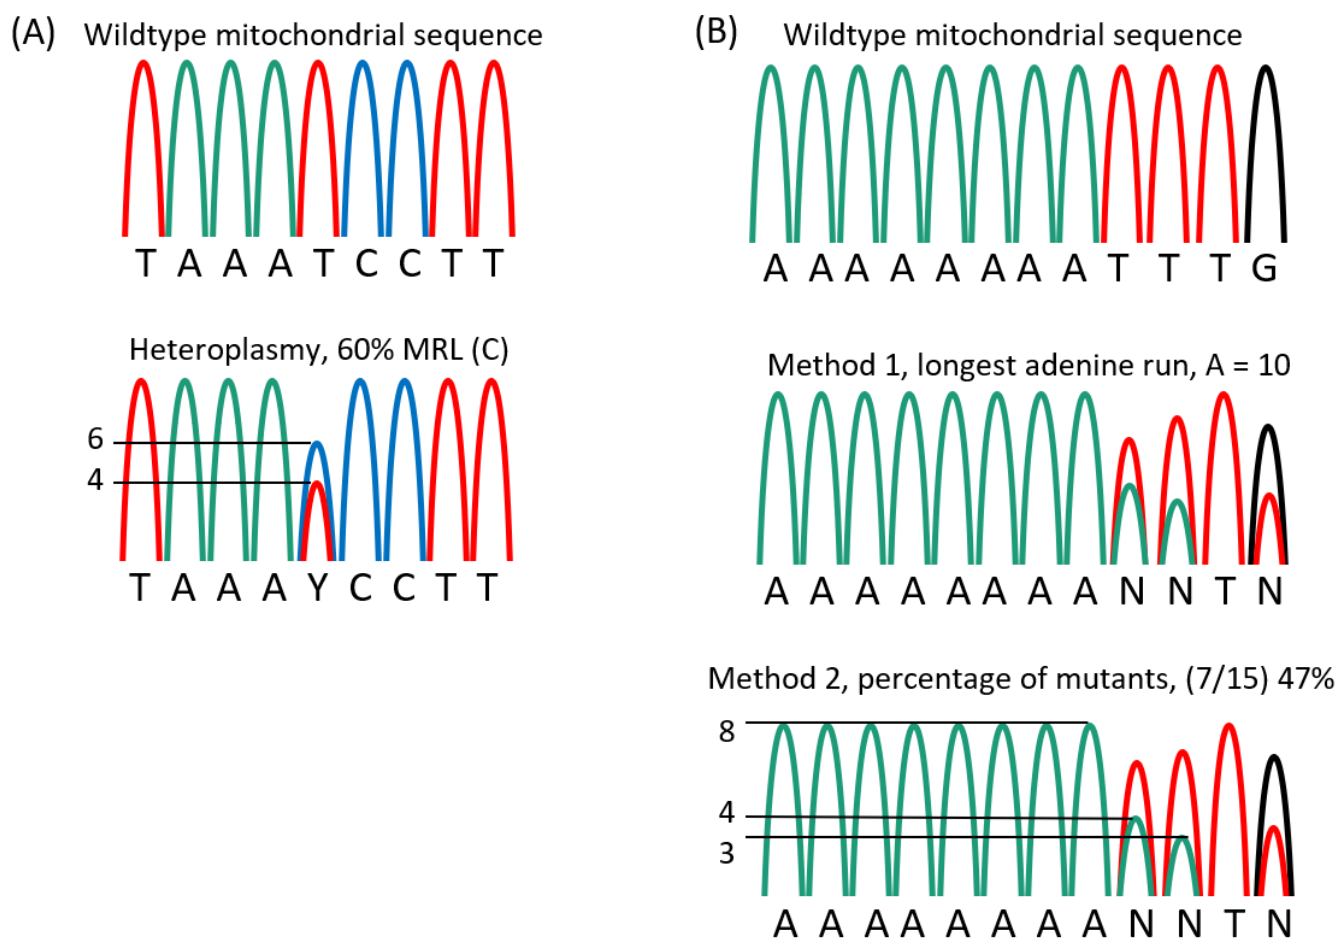 (A) Wildtype mitochondrial sequence
T A A A T C C T T
Heteroplasmy, 60% MRL (C)
6
4
T A A A Y C C T T
(B) Wildtype mitochondrial sequence
A A A A A A A A T T T G
Method 1, longest adenine run, A = 10
A A A A A A A A N N T N
Method 2, percentage of mutants, (7/15) 47%
8
4
3
A A A A A A A A N N T N